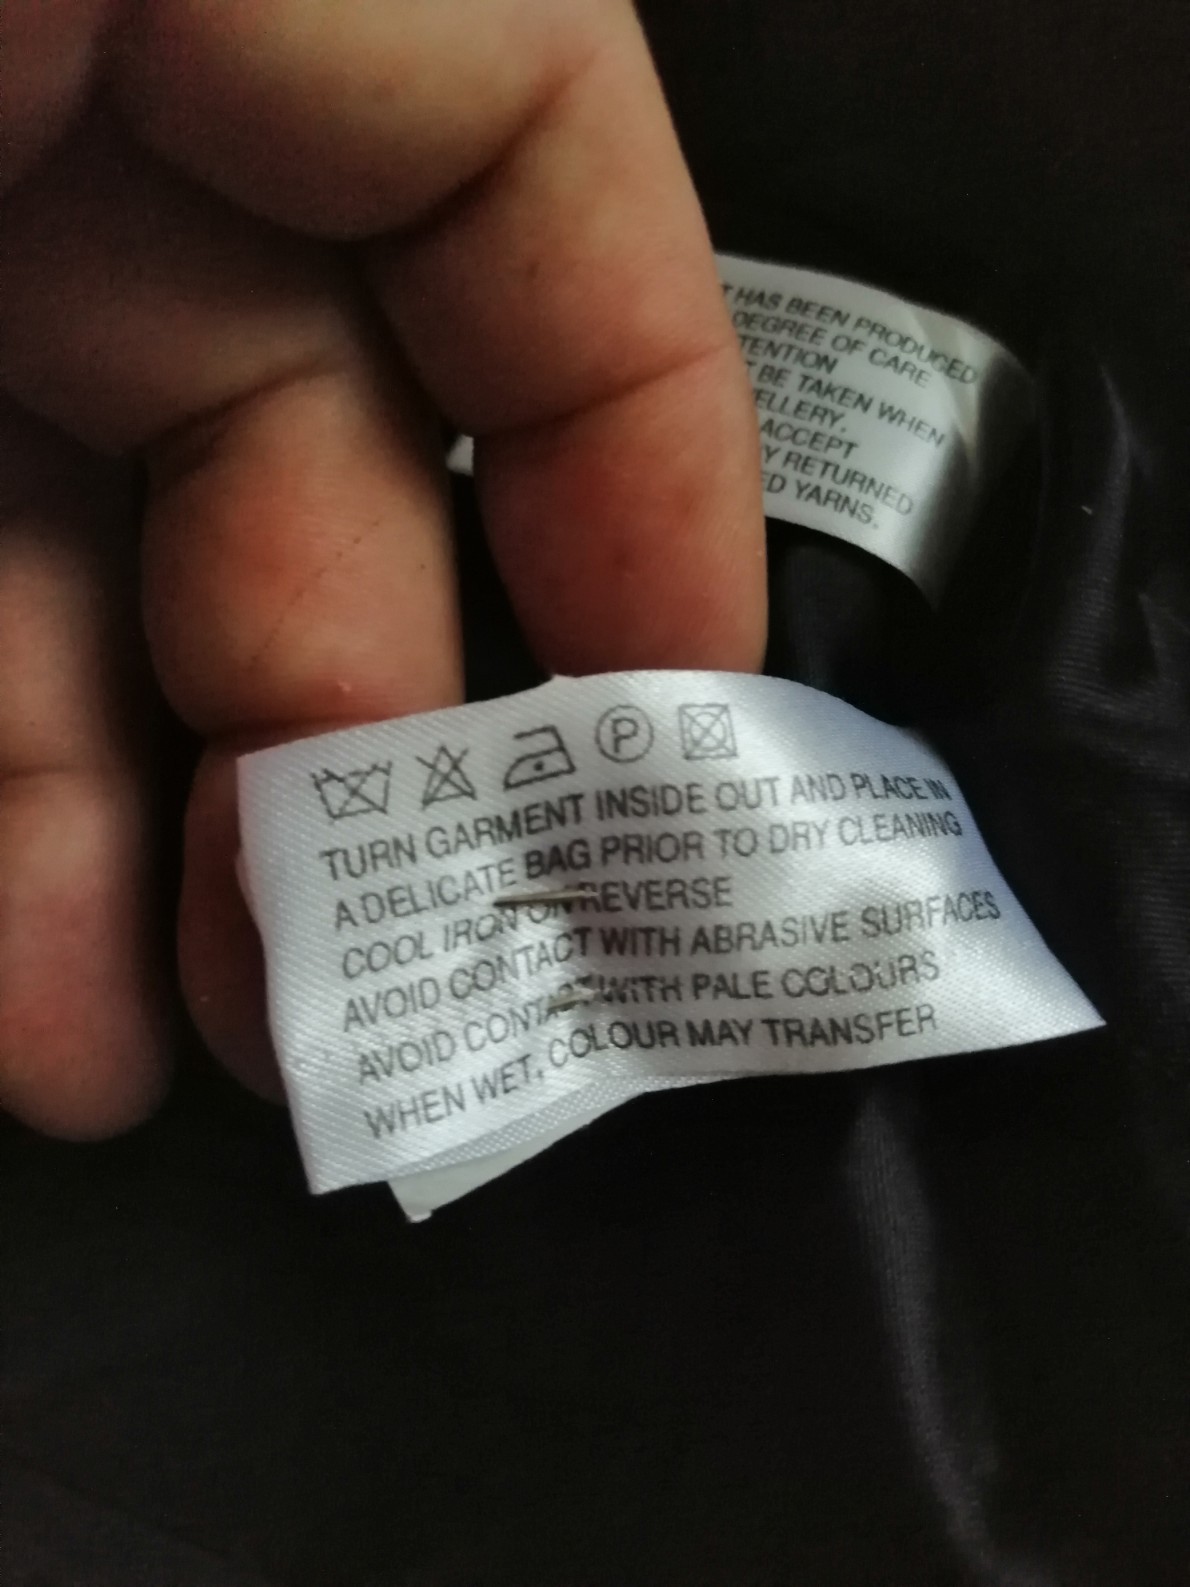 HAS BEEN PRODUCED
DEGREE OF CARE
BE TAKEN WHEN
ACCEPT
RETURNED
YARNS.
P
TURN GARMENT INSIDE OUT AND PLACE IN
A DELICATE BAG PRIOR TO DRY CLEANING
COOL IRON ON REVERSE
AVOID CONTACT WITH ABRASIVE SURFACES
AVOID CONTACT WITH PALE COLOURS
WHEN WET, COLOUR MAY TRANSFER